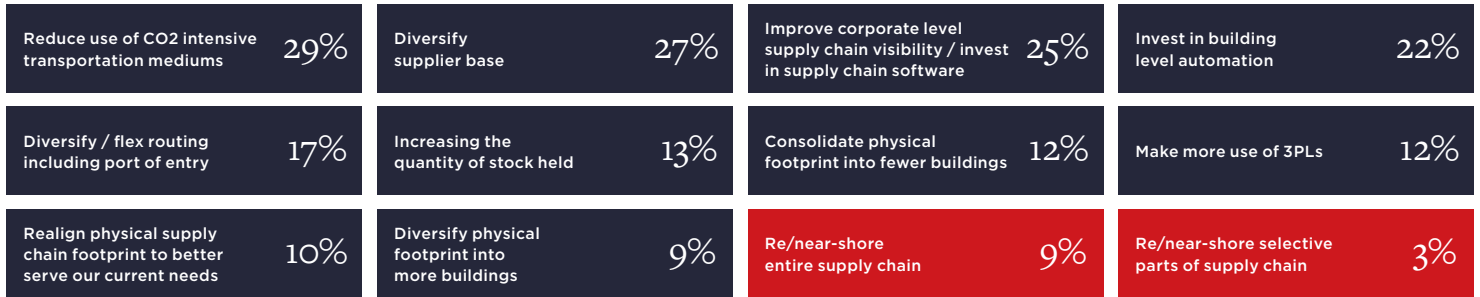 Reduce use of CO2 intensive
transportation mediums
29%
Diversify
supplier base
27%
Improve corporate level
supply chain visibility / invest
in supply chain software
25%
Invest in building
level automation
22%
Diversify / flex routing
including port of entry
17%
Increasing the
quantity of stock held
13%
Consolidate physical
footprint into fewer buildings
12%
Make more use of 3PLs
12%
Realign physical supply
chain footprint to better
serve our current needs
10%
Diversify physical
footprint into
more buildings
9%
Re/near-shore
entire supply chain
9%
Re/near-shore selective
parts of supply chain
3%